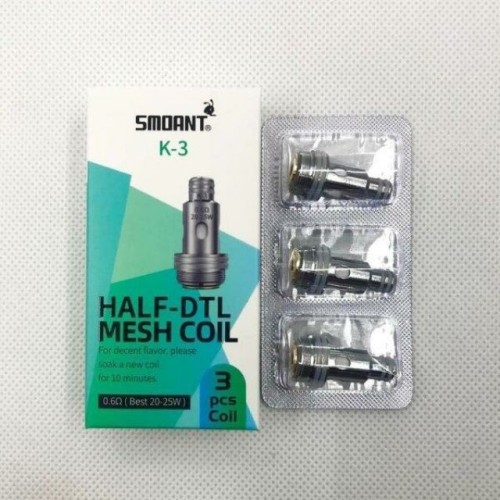 SMOANT®
K-3
HALF-DTL
MESH COIL
For decent flavor, please
soak a new coil
for 10 minutes
0.6Ω ( Best 20-25W )
3
pcs
Coil